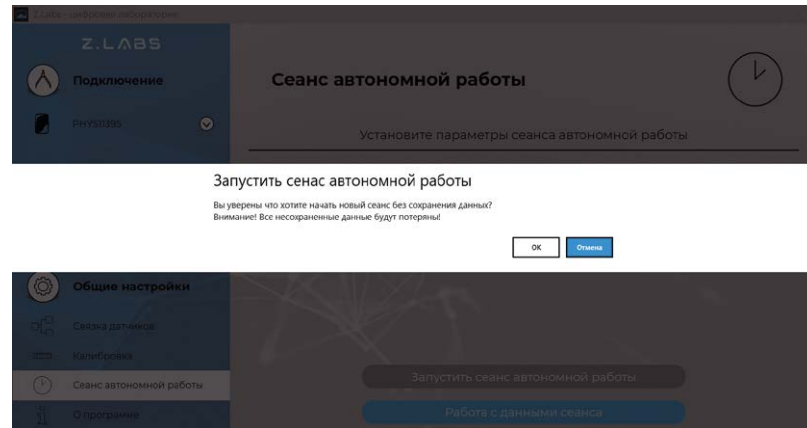 Z.Labs - цифровая лаборатория
Z.LABS
Подключение
PHYS11395
Сеанс автономной работы
Установите параметры сеанса автономной работы
Запустить сенас автономной работы
Вы уверены что хотите начать новый сеанс без сохранения данных?
Внимание! Все несохраненные данные будут потеряны!
ОК
Отмена
Общие настройки
Связка датчиков
Калибровка
Сеанс автономной работы
О программе
Запустить сеанс автономной работы
Работа с данными сеанса